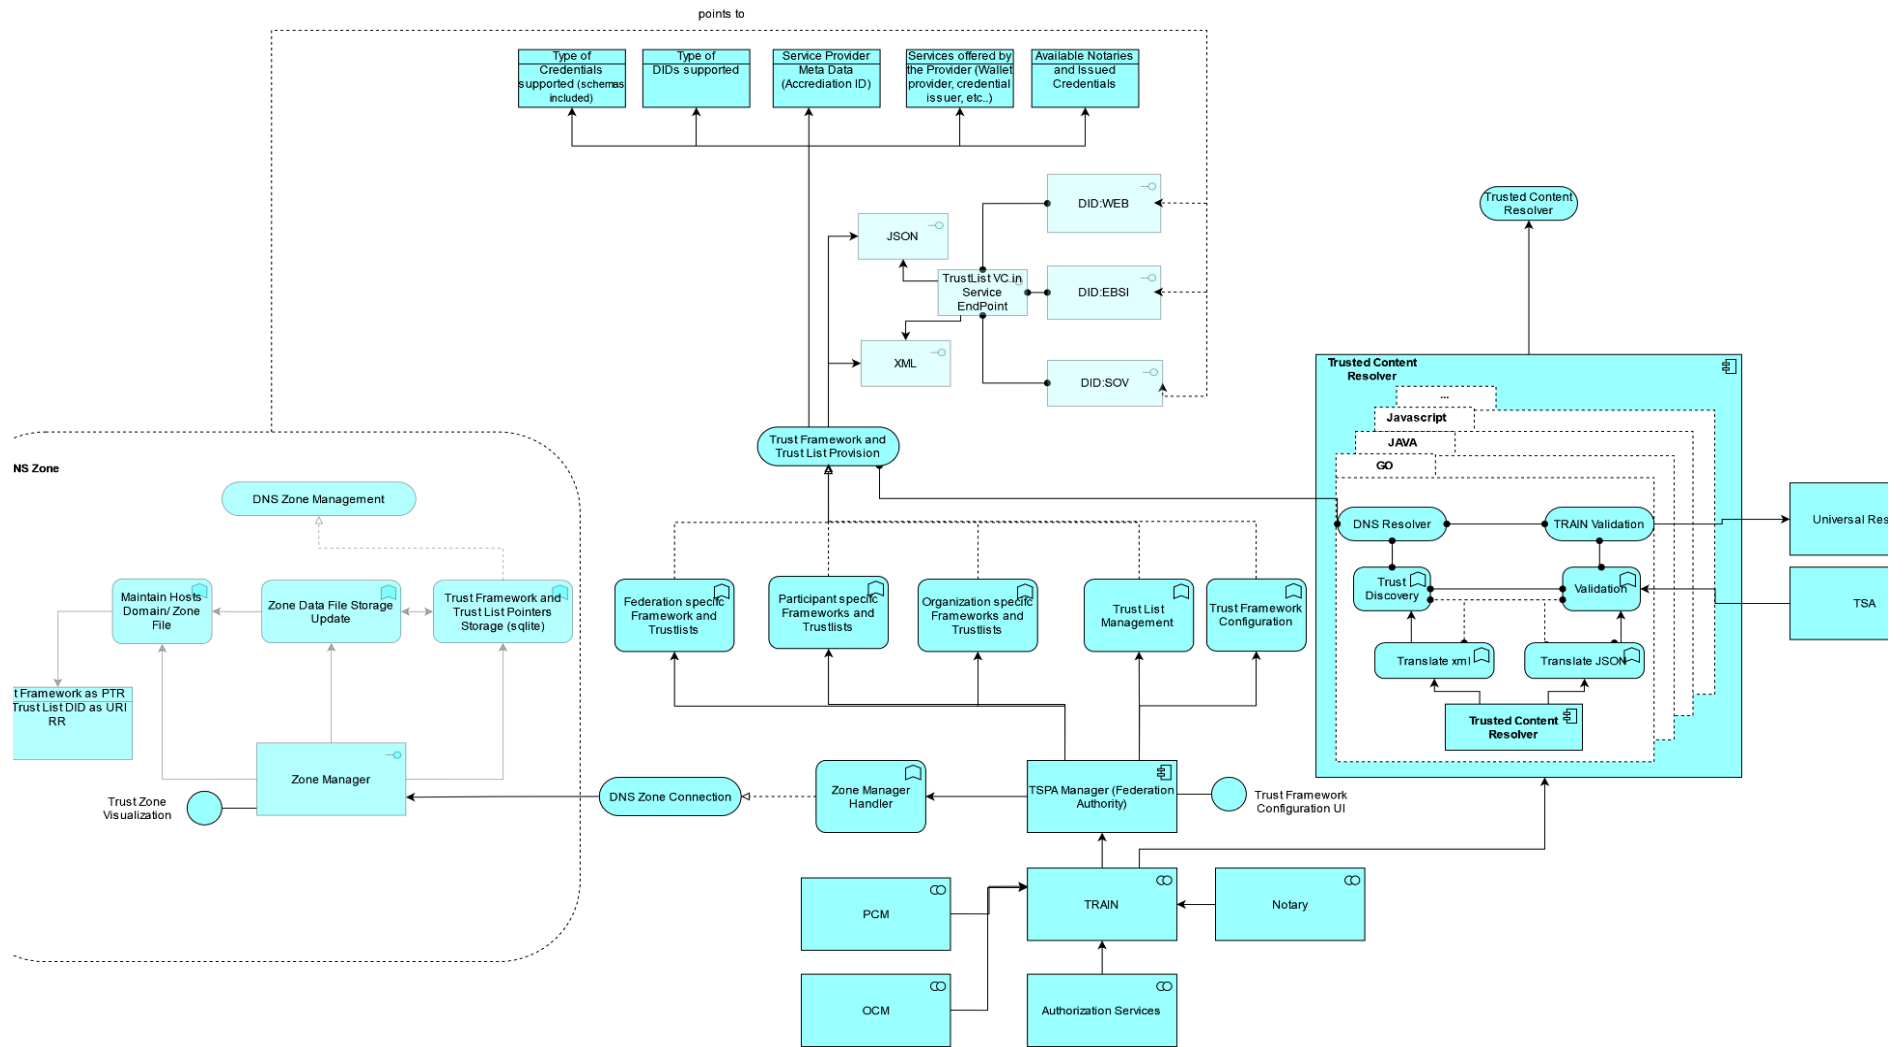 points to
Type of
Credentials
supported (schemas
included)
Type of
DIDs supported
Service Provider
Meta Data
(Accrediation ID)
Services offered by
the Provider (Wallet
provider, credential
issuer, etc..)
Available Notaries
and Issued
Credentials
DID:WEB
JSON
TrustList VC in
Service
EndPoint
DID:EBSI
XML
DID:SOV
Trusted Content
Resolver
Trusted Content
Resolver
...
Javascript
JAVA
GO
Trust Framework and
Trust List Provision
NS Zone
DNS Zone Management
DNS Resolver
TRAIN Validation
Universal Res
Maintain Hosts
Domain/ Zone
File
Zone Data File Storage
Update
Trust Framework and
Trust List Pointers
Storage (sqlite)
Federation specific
Framework and
Trustlists
Participant specific
Frameworks and
Trustlists
Organization specific
Frameworks and
Trustlists
Trust List
Management
Trust Framework
Configuration
Trust
Discovery
Validation
TSA
Translate xml
Translate JSON
t Framework as PTR
Trust List DID as URI
RR
Trusted Content
Resolver
Zone Manager
Trust Zone
Visualization
DNS Zone Connection
Zone Manager
Handler
TSPA Manager (Federation
Authority)
Trust Framework
Configuration UI
PCM
TRAIN
Notary
OCM
Authorization Services